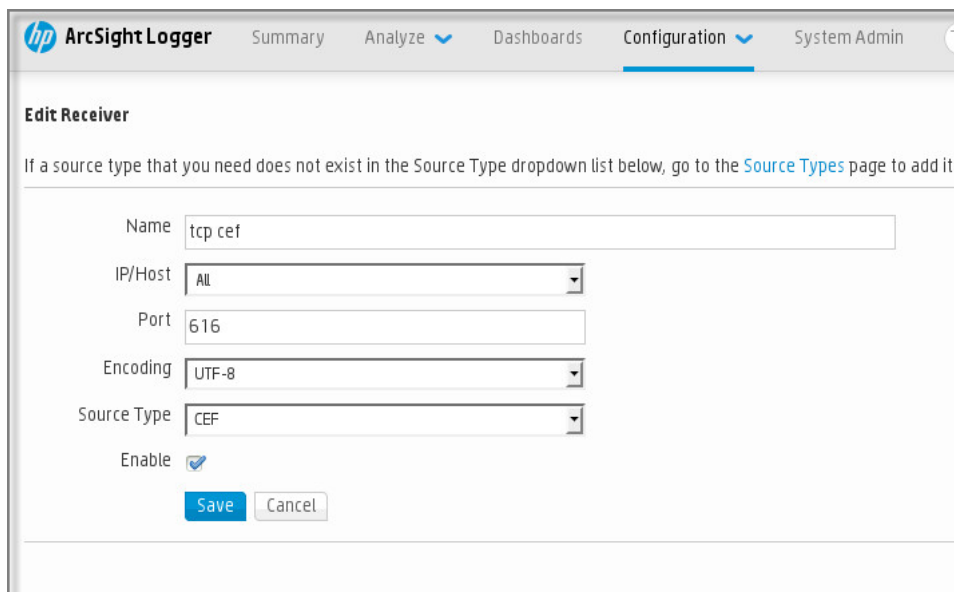 hp ArcSight Logger Summary Analyze Dashboards Configuration System Admin
Edit Receiver
If a source type that you need does not exist in the Source Type dropdown list below, go to the Source Types page to add it
Name tcp cef
IP/Host All
Port 616
Encoding UTF-8
Source Type CEF
Enable
Save Cancel